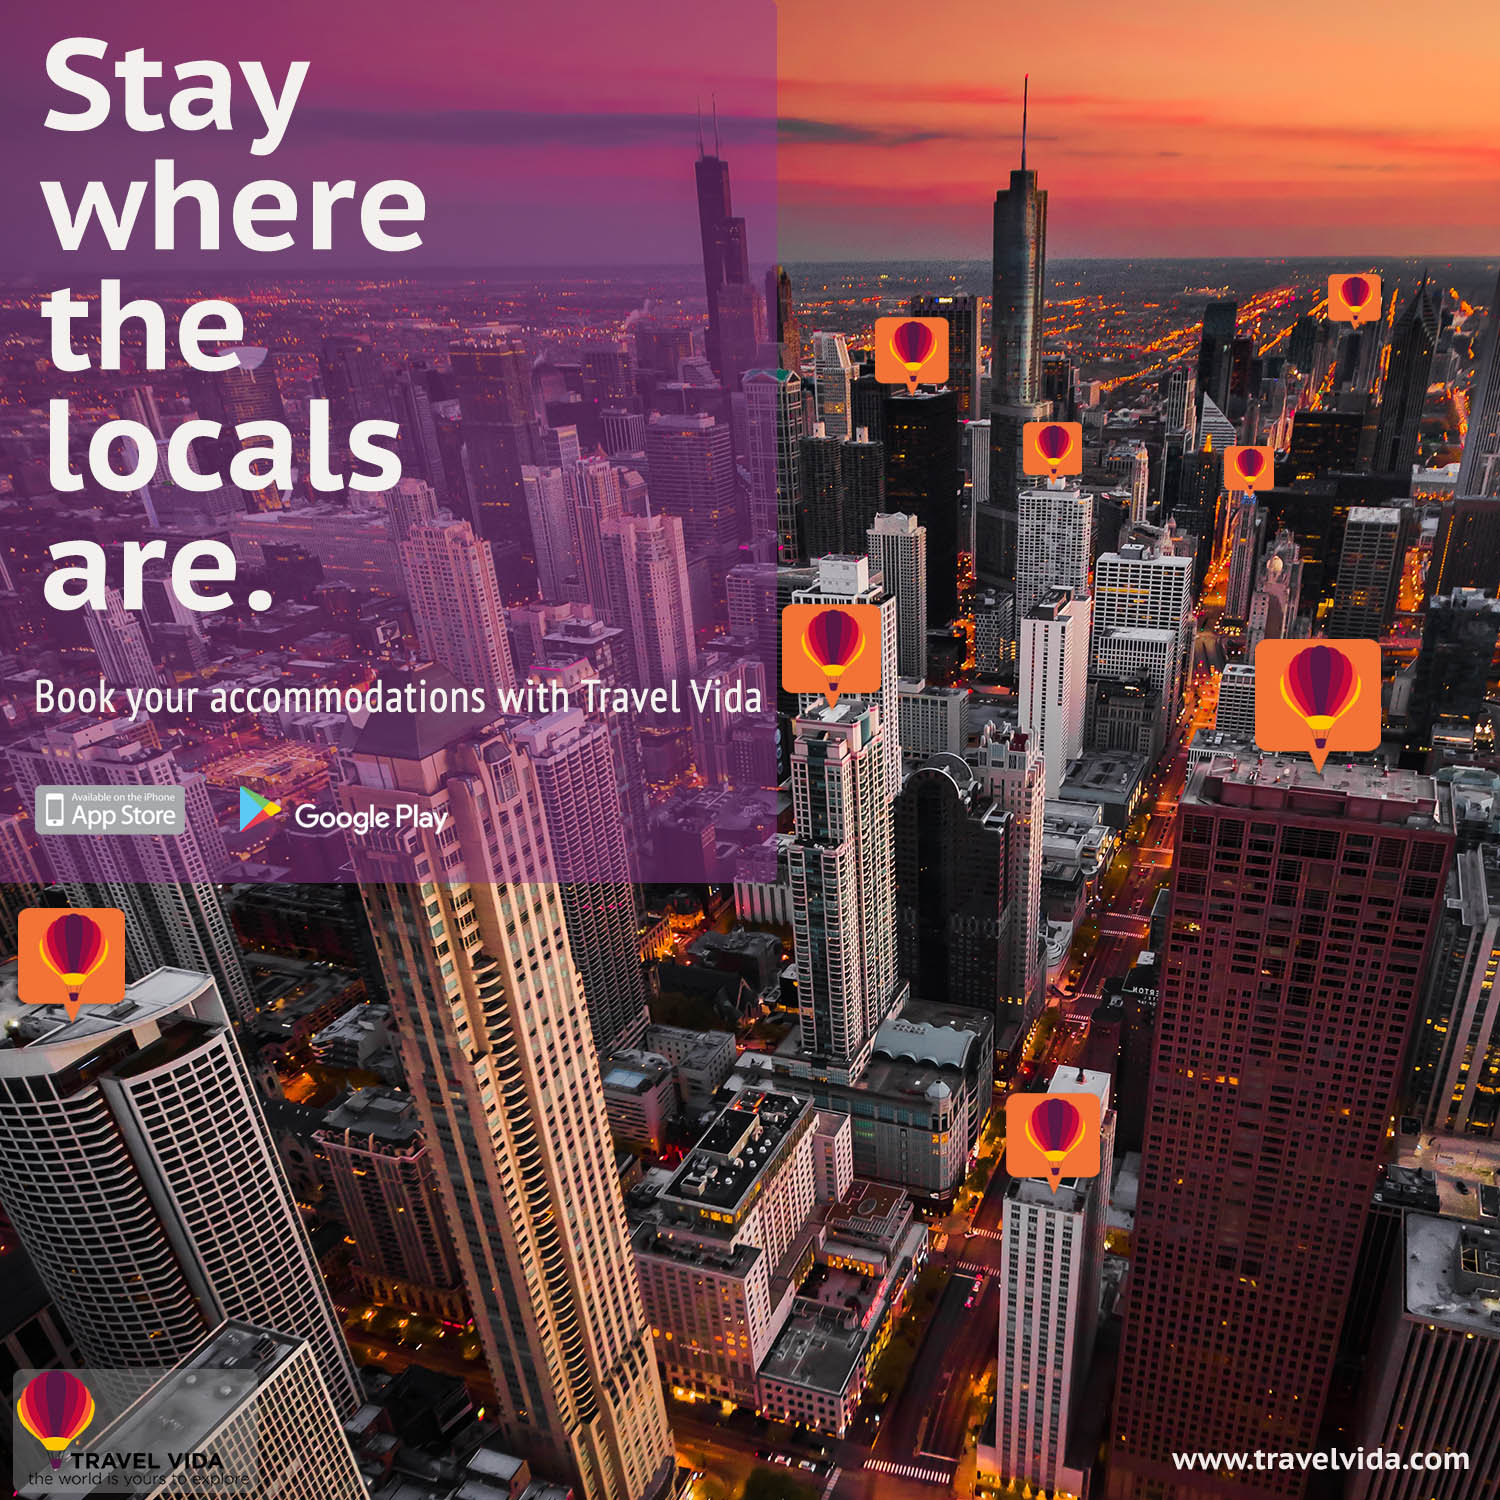 Stay
where
the
locals
are.
Book your accommodations with Travel Vida
Available on the iPhone
App Store
Google Play
TRAVEL VIDA
the world is yours to explore
www.travelvida.com